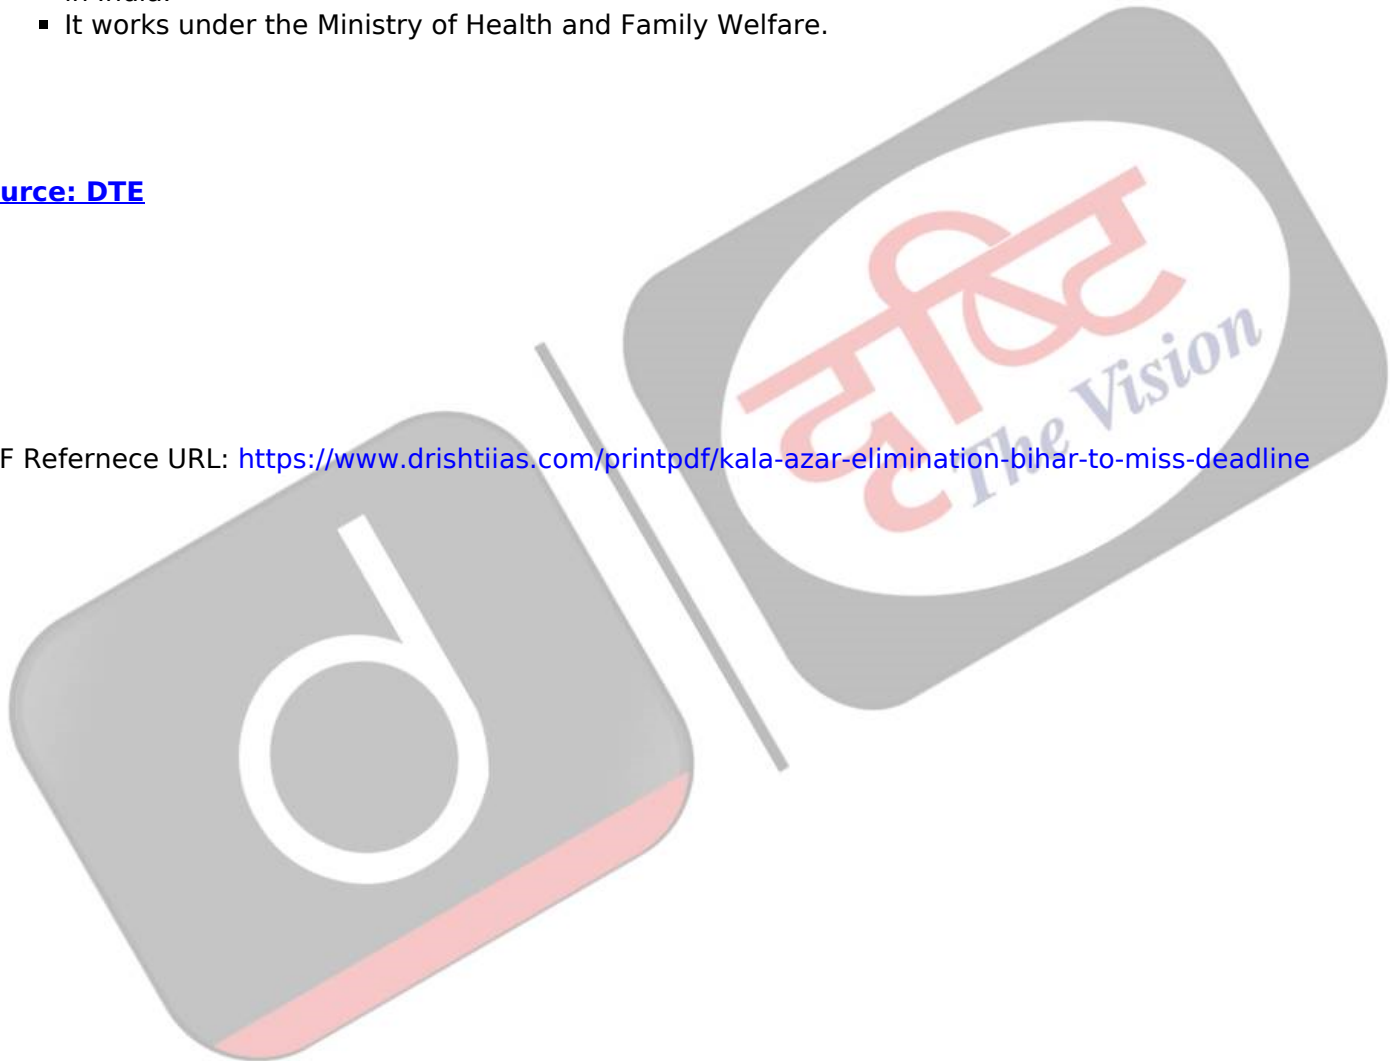 ▪ It works under the Ministry of Health and Family Welfare.
urce: DTE
दृष्टि
The Vision
F Refernece URL: https://www.drishtiias.com/printpdf/kala-azar-elimination-bihar-to-miss-deadline
d